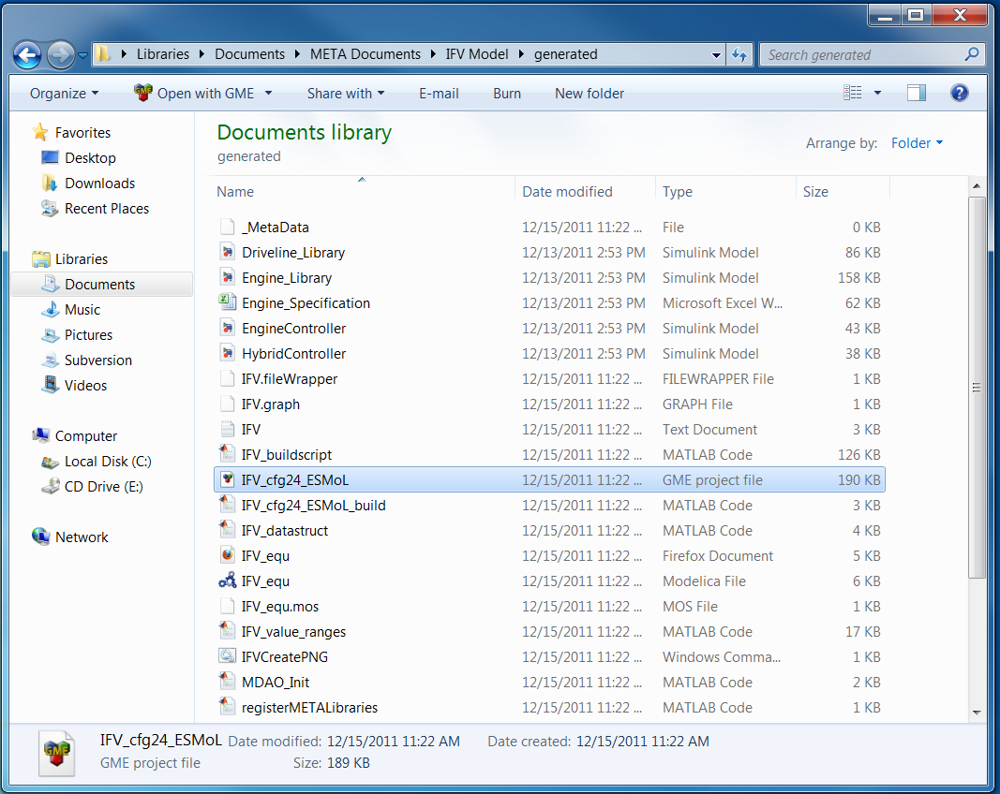 Libraries Documents META Documents IFV Model generated
Search generated
Organize Open with GME Share with E-mail Burn New folder
Favorites
Desktop
Downloads
Recent Places
Libraries
Documents
Music
Pictures
Subversion
Videos
Computer
Local Disk (C:)
CD Drive (E:)
Network
Documents library
generated
Arrange by: Folder
Name Date modified Type Size
_MetaData 12/15/2011 11:22 ... File 0 KB
Driveline_Library 12/13/2011 2:53 PM Simulink Model 86 KB
Engine_Library 12/13/2011 2:53 PM Simulink Model 158 KB
Engine_Specification 12/13/2011 2:53 PM Microsoft Excel W... 62 KB
EngineController 12/13/2011 2:53 PM Simulink Model 43 KB
HybridController 12/13/2011 2:53 PM Simulink Model 38 KB
IFV.fileWrapper 12/15/2011 11:22 ... FILEWRAPPER File 1 KB
IFV.graph 12/15/2011 11:22 ... GRAPH File 1 KB
IFV 12/15/2011 11:22 ... Text Document 3 KB
IFV_buildscript 12/15/2011 11:22 ... MATLAB Code 126 KB
IFV_cfg24_ESMoL 12/15/2011 11:22 ... GME project file 190 KB
IFV_cfg24_ESMoL_build 12/15/2011 11:22 ... MATLAB Code 3 KB
IFV_datastruct 12/15/2011 11:22 ... MATLAB Code 4 KB
IFV_equ 12/15/2011 11:22 ... Firefox Document 5 KB
IFV_equ 12/15/2011 11:22 ... Modelica File 6 KB
IFV_equ.mos 12/15/2011 11:22 ... MOS File 1 KB
IFV_value_ranges 12/15/2011 11:22 ... MATLAB Code 17 KB
IFVCreatePNG 12/15/2011 11:22 ... Windows Comma... 1 KB
MDAO_Init 12/15/2011 11:22 ... MATLAB Code 2 KB
registerMETALibraries 12/15/2011 11:22 ... MATLAB Code 1 KB
GME
IFV_cfg24_ESMoL Date modified: 12/15/2011 11:22 AM Date created: 12/15/2011 11:22 AM
GME project file Size: 189 KB